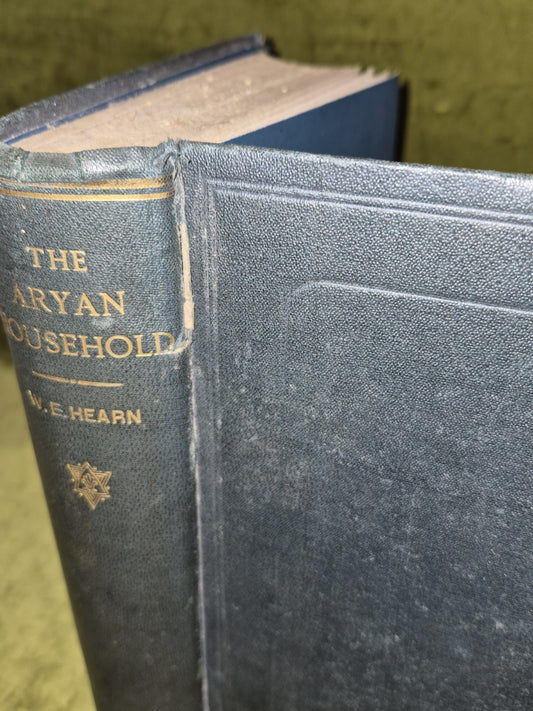 THE
ARYAN
HOUSEHOLD
W. E. HEARN